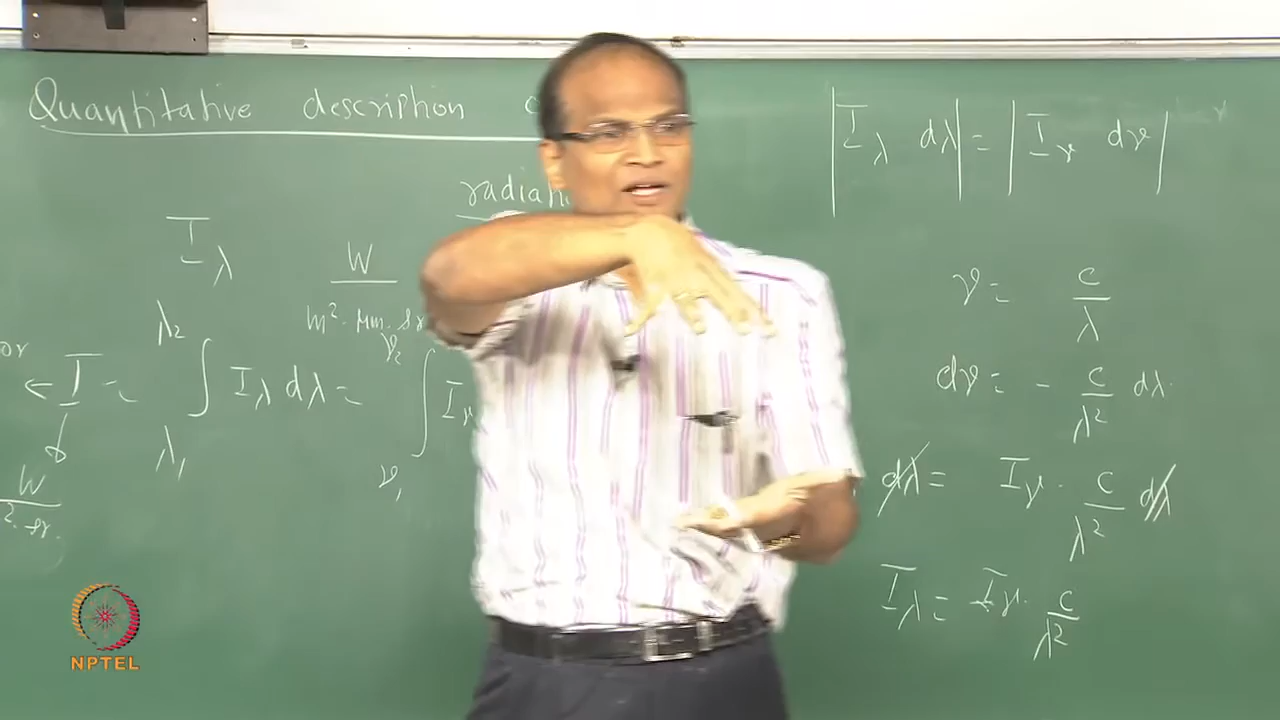 Quantitative description
radian
I_λ
W
m². μm. sr
or
← I = ∫ I_λ dλ = ∫ I_ν
λ₂
λ₁
ν₂
ν₁
W
². sr.
|I_λ dλ| = |I_ν dν|
ν = c/λ
dν = - c/λ² dλ.
dλ = I_ν . c/λ² dλ
I_λ = I_ν . c/λ²
NPTEL